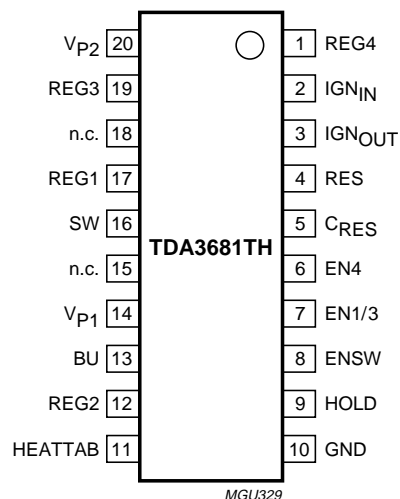 VP2 20 1 REG4
REG3 19 2 IGNIN
n.c. 18 3 IGNOUT
REG1 17 4 RES
SW 16 5 CRES
TDA3681TH
n.c. 15 6 EN4
VP1 14 7 EN1/3
BU 13 8 ENSW
REG2 12 9 HOLD
HEATTAB 11 10 GND
MGU329